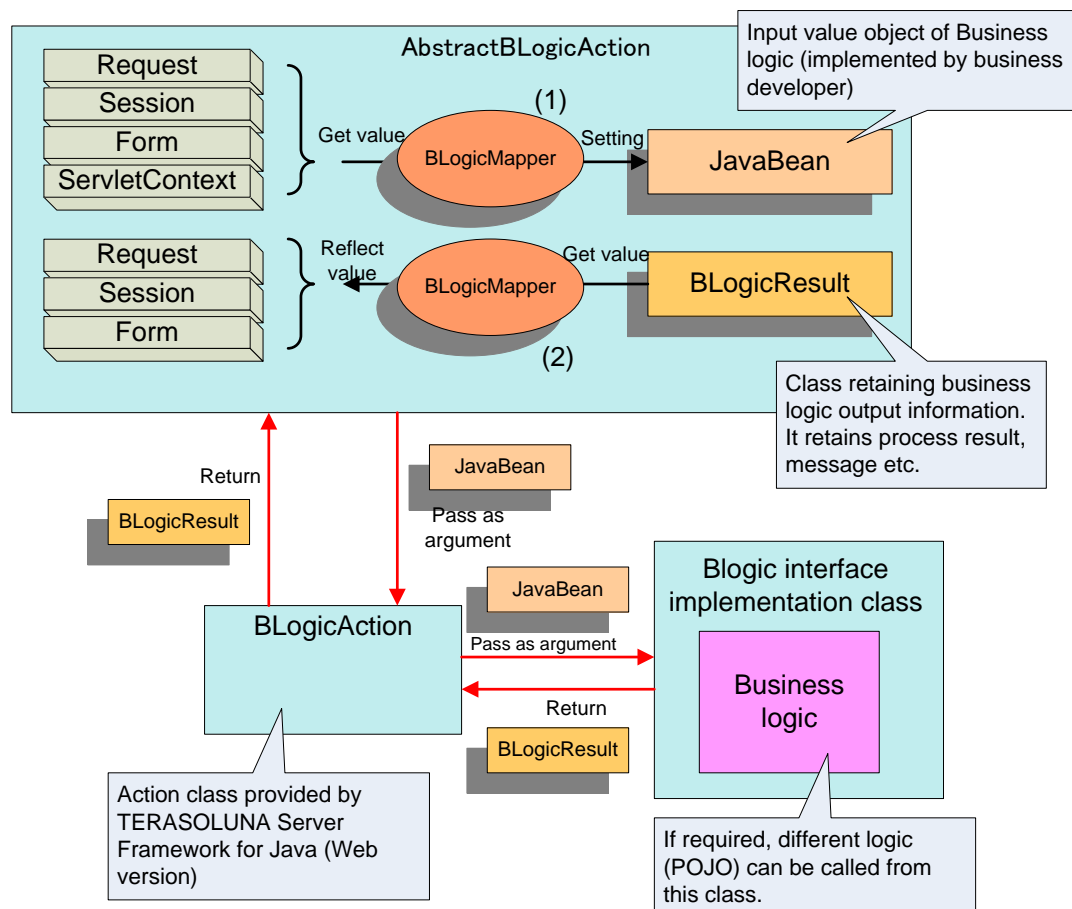 AbstractBLogicAction
Input value object of Business
logic (implemented by business
developer)
Request
Session
Form
ServletContext
Get value
(1)
BLogicMapper
Setting
JavaBean
Request
Session
Form
Reflect
value
BLogicMapper
(2)
Get value
BLogicResult
Class retaining business
logic output information.
It retains process result,
message etc.
Return
BLogicResult
JavaBean
Pass as
argument
BLogicAction
JavaBean
Pass as argument
Return
BLogicResult
Blogic interface
implementation class
Business
logic
Action class provided by
TERASOLUNA Server
Framework for Java (Web
version)
If required, different logic
(POJO) can be called from
this class.